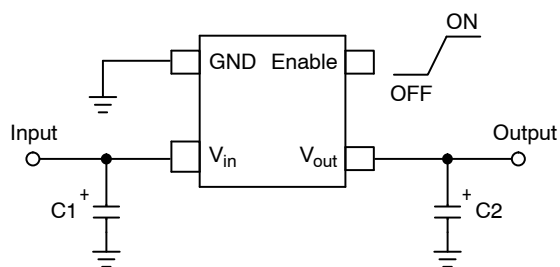 ON
GND Enable
OFF
Input
Output
Vin
Vout
C1
+
+
C2